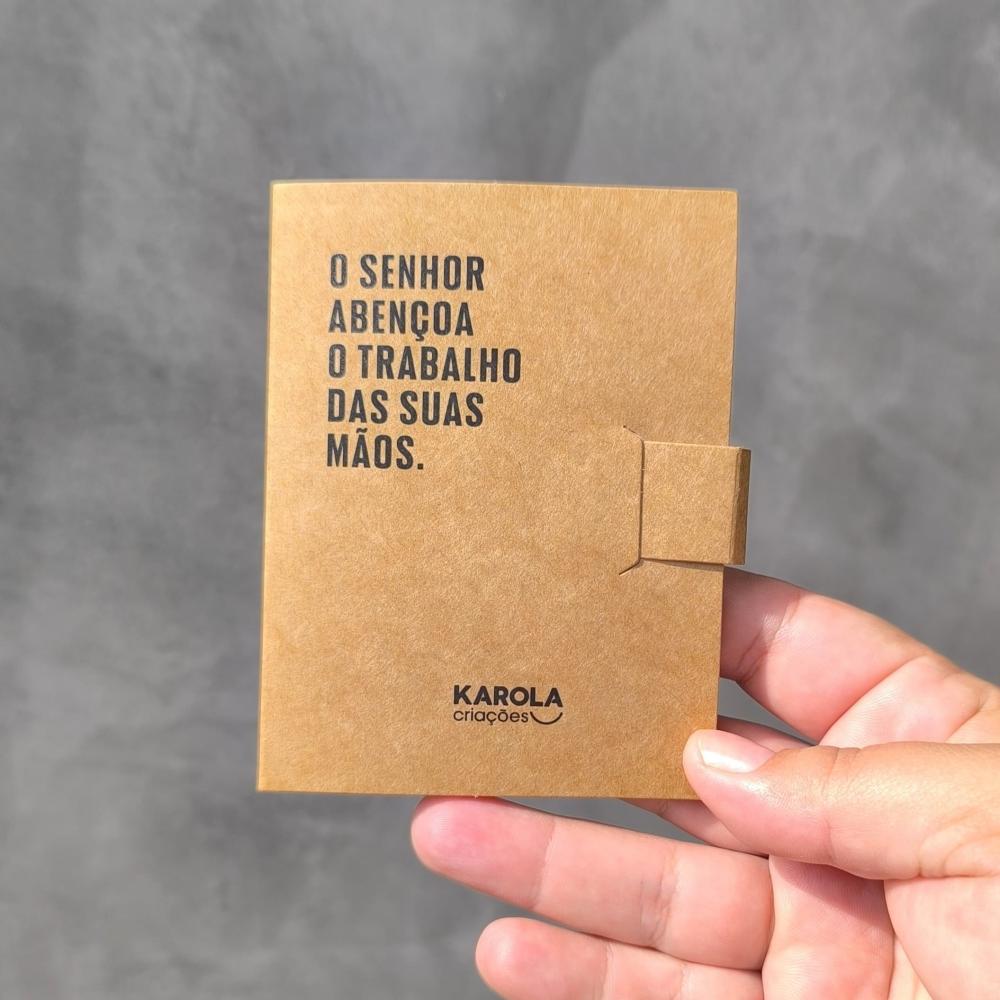 O SENHOR
ABENÇOA
O TRABALHO
DAS SUAS
MÃOS.
KAROLA
criações